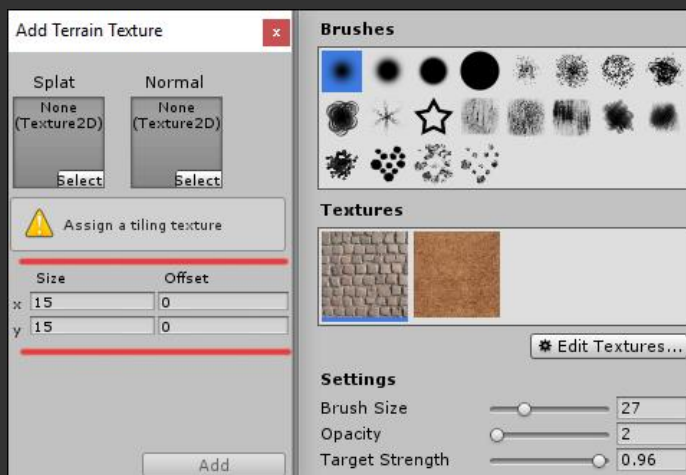 Add Terrain Texture
x
Splat Normal
None None
(Texture2D) (Texture2D)
Select Select
Assign a tiling texture
Size Offset
x 15 0
y 15 0
Add
Brushes
Textures
Edit Textures...
Settings
Brush Size 27
Opacity 2
Target Strength 0.96